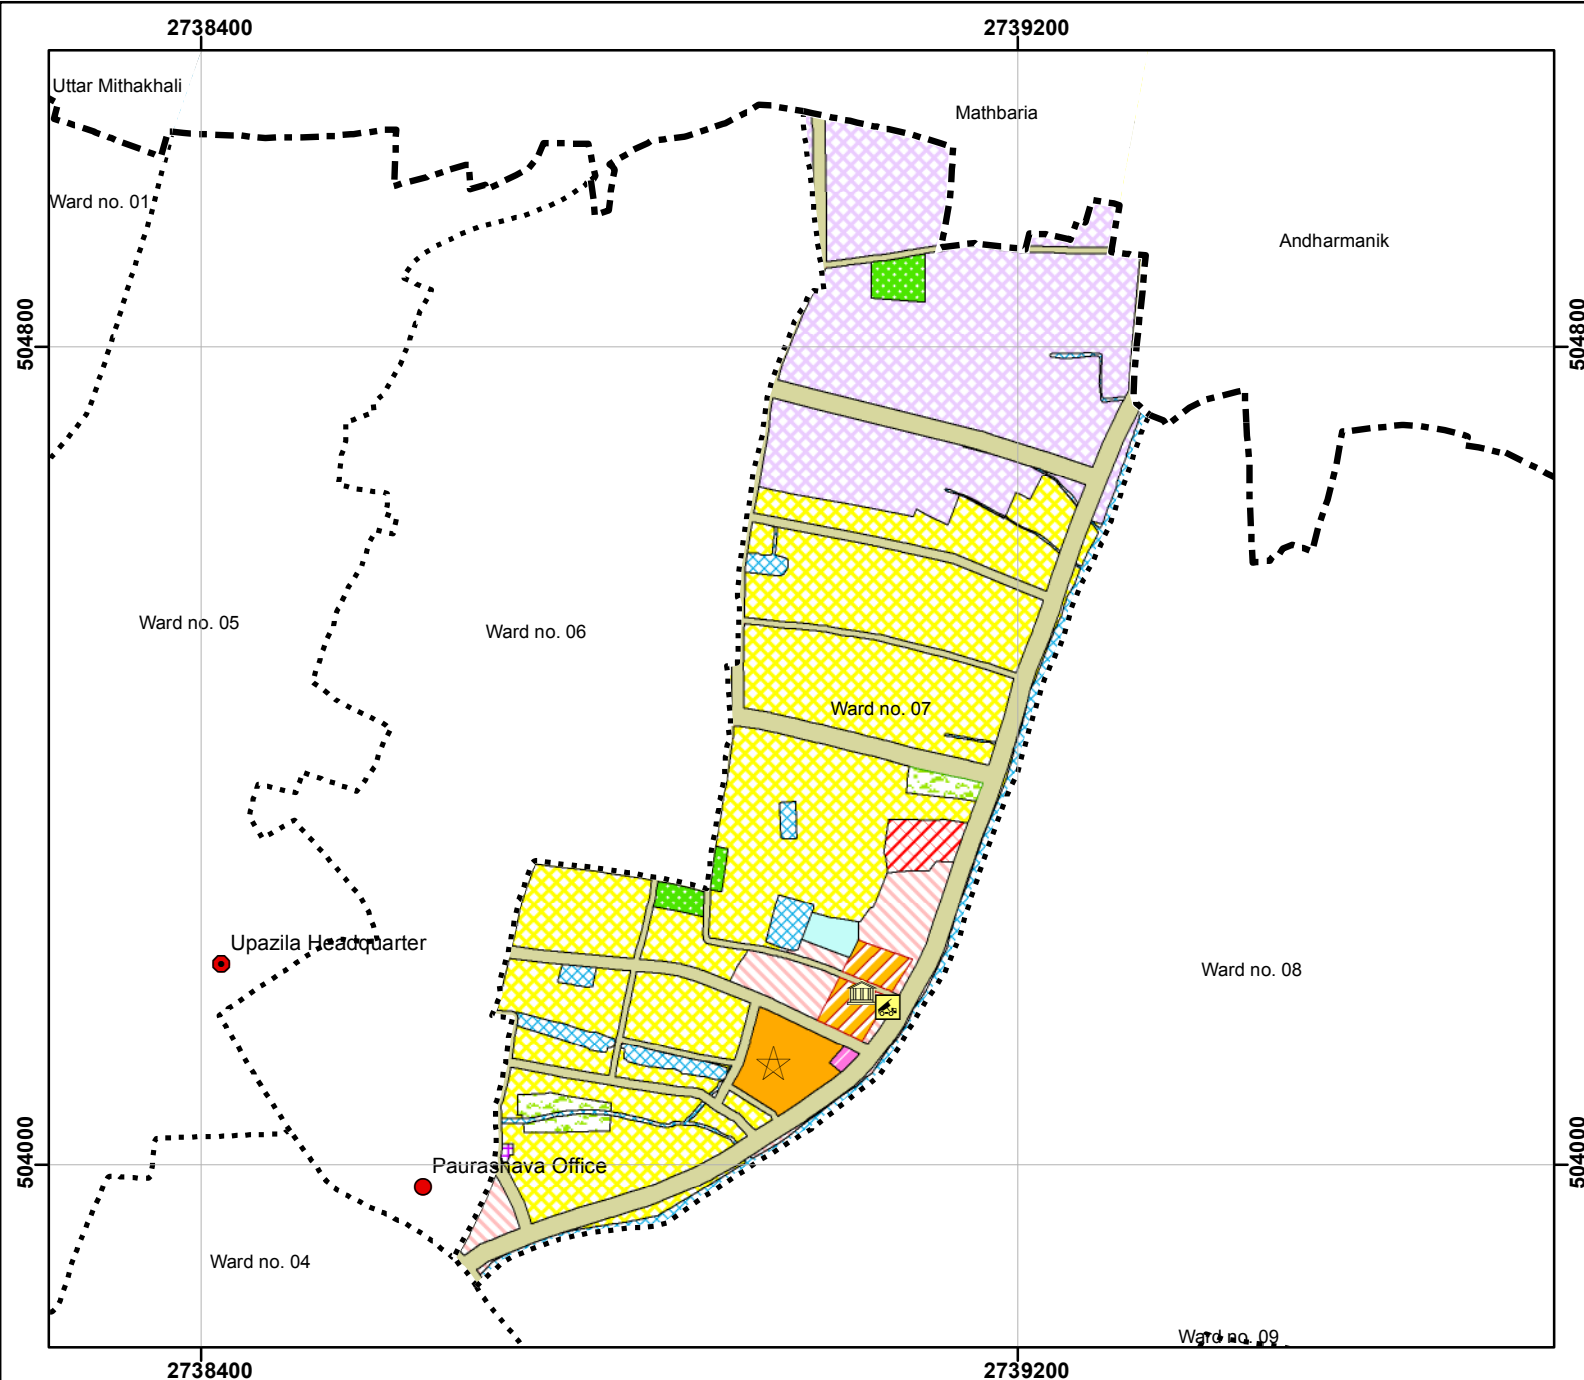 2738400
2739200
Uttar Mithakhali
Mathbaria
Ward no. 01
Andharmanik
504800
504800
Ward no. 05
Ward no. 06
Ward no. 07
Upazila Headquarter
Ward no. 08
Paurashava Office
504000
504000
Ward no. 04
Ward no. 09
2738400
2739200